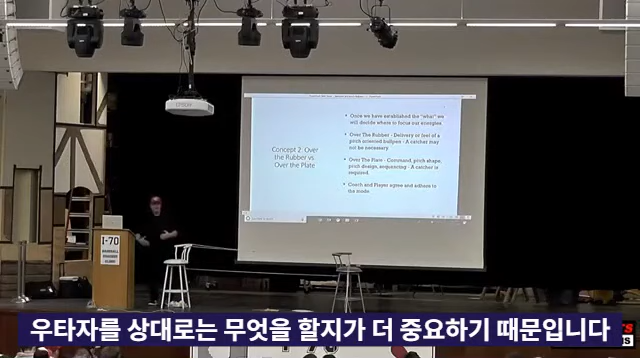 Concept 2: Over
the Rubber vs.
Over the Plate
• Once we have established the "what" we
will decide where to focus our energies.
• Over The Rubber - Delivery or feel of a
pitch oriented bullpen - A catcher may
not be necessary.
• Over The Plate - Command, pitch shape,
pitch design, sequencing - A catcher is
required.
• Coach and Player agree and adhere to
the mode.
I-70
우타자를 상대로는 무엇을 할지가 더 중요하기 때문입니다